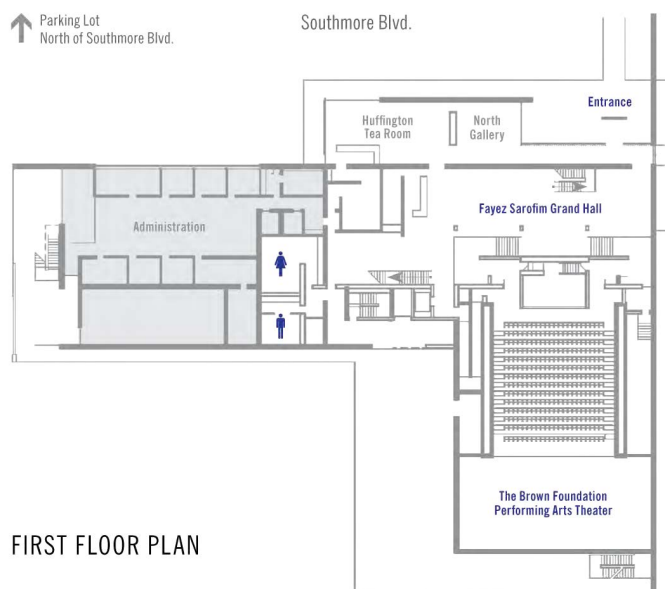 Parking Lot
North of Southmore Blvd.
Southmore Blvd.
Entrance
Huffington
Tea Room
North
Gallery
Fayez Sarofim Grand Hall
Administration
The Brown Foundation
Performing Arts Theater
FIRST FLOOR PLAN